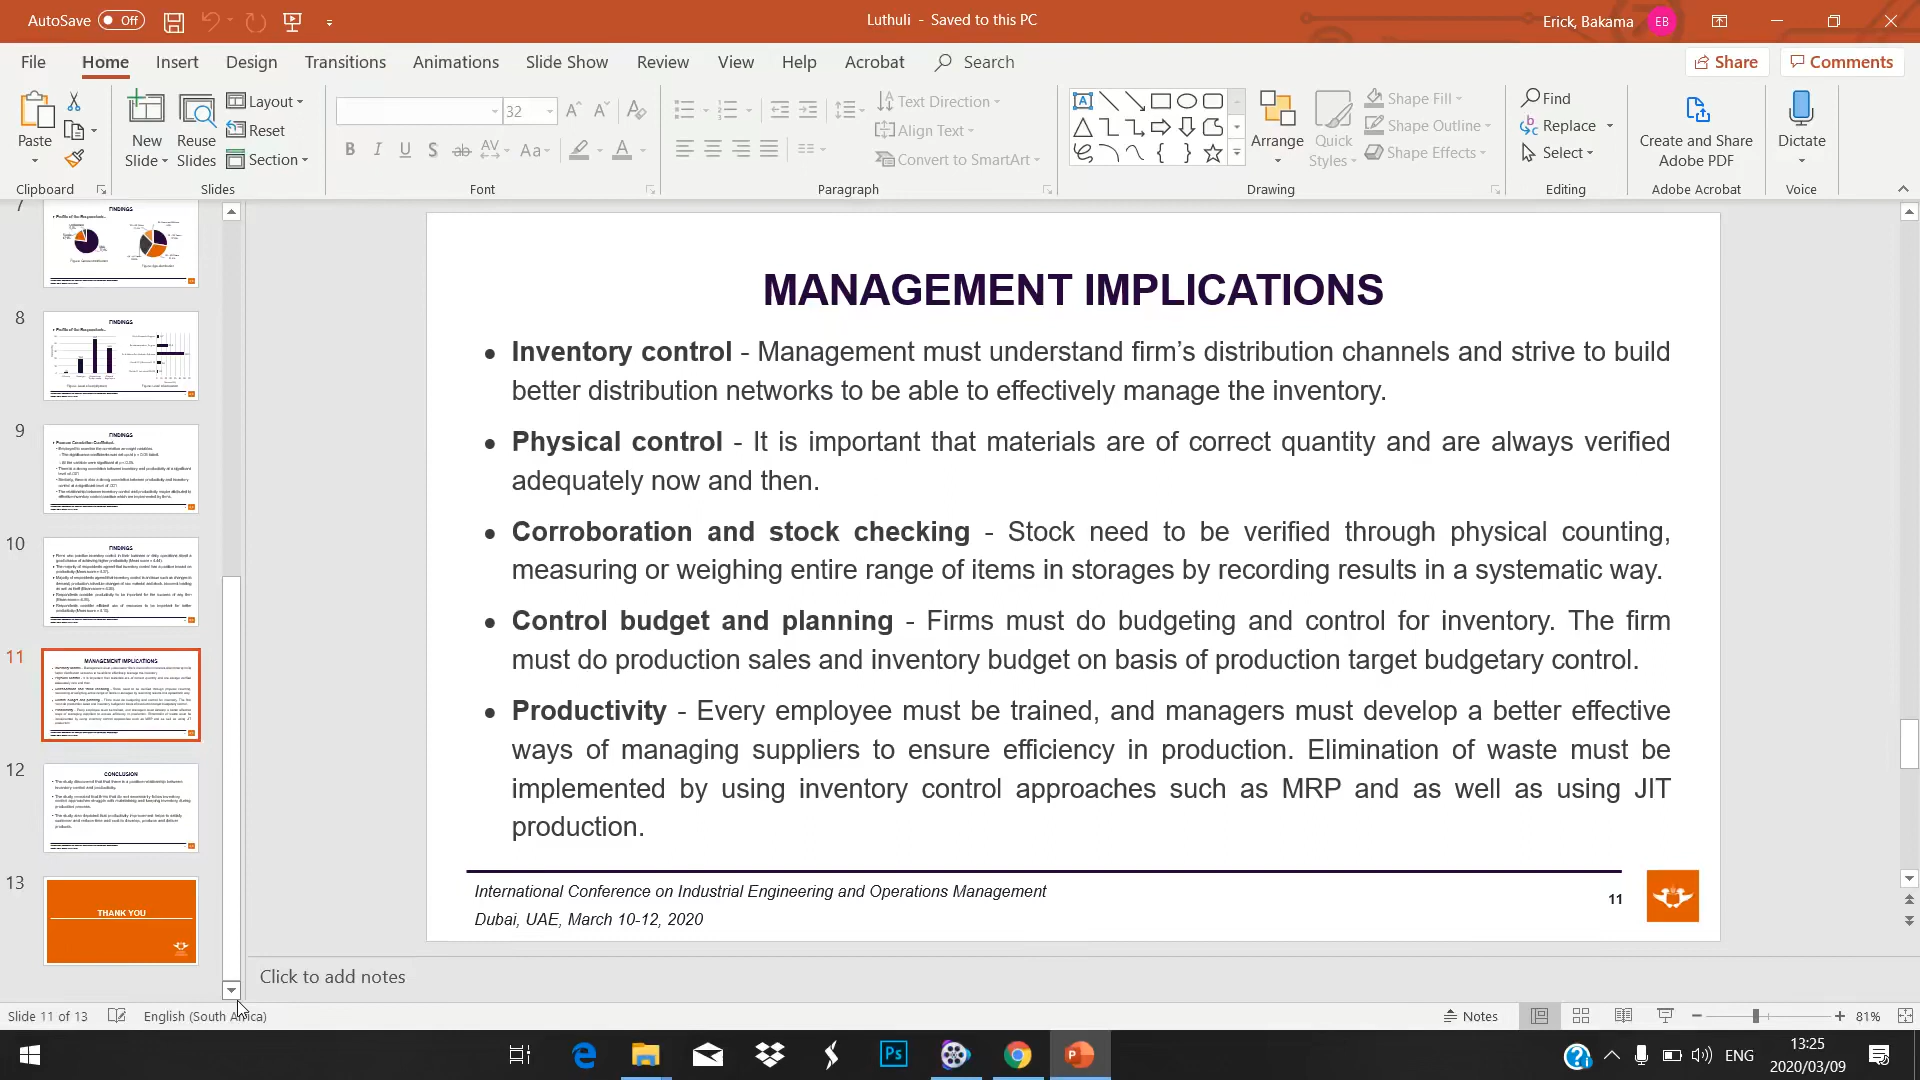 AutoSave Off
Luthuli - Saved to this PC
Erick, Bakama EB
File Home Insert Design Transitions Animations Slide Show Review View Help Acrobat Search
Share Comments
Paste
New Slide
Reuse Slides
Layout
Reset
Section
32
Text Direction
Align Text
Convert to SmartArt
Arrange
Quick Styles
Shape Fill
Shape Outline
Shape Effects
Find
Replace
Select
Create and Share Adobe PDF
Dictate
Clipboard Slides Font Paragraph Drawing Editing Adobe Acrobat Voice
7
FINDINGS
8
FINDINGS
9
FINDINGS
10
FINDINGS
11
MANAGEMENT IMPLICATIONS
12
CONCLUSION
13
THANK YOU
MANAGEMENT IMPLICATIONS
● Inventory control - Management must understand firm's distribution channels and strive to build
better distribution networks to be able to effectively manage the inventory.
● Physical control - It is important that materials are of correct quantity and are always verified
adequately now and then.
● Corroboration and stock checking - Stock need to be verified through physical counting,
measuring or weighing entire range of items in storages by recording results in a systematic way.
● Control budget and planning - Firms must do budgeting and control for inventory. The firm
must do production sales and inventory budget on basis of production target budgetary control.
● Productivity - Every employee must be trained, and managers must develop a better effective
ways of managing suppliers to ensure efficiency in production. Elimination of waste must be
implemented by using inventory control approaches such as MRP and as well as using JIT
production.
International Conference on Industrial Engineering and Operations Management
Dubai, UAE, March 10-12, 2020
11
Click to add notes
Slide 11 of 13 English (South Africa)
Notes 81%
ENG
13:25
2020/03/09